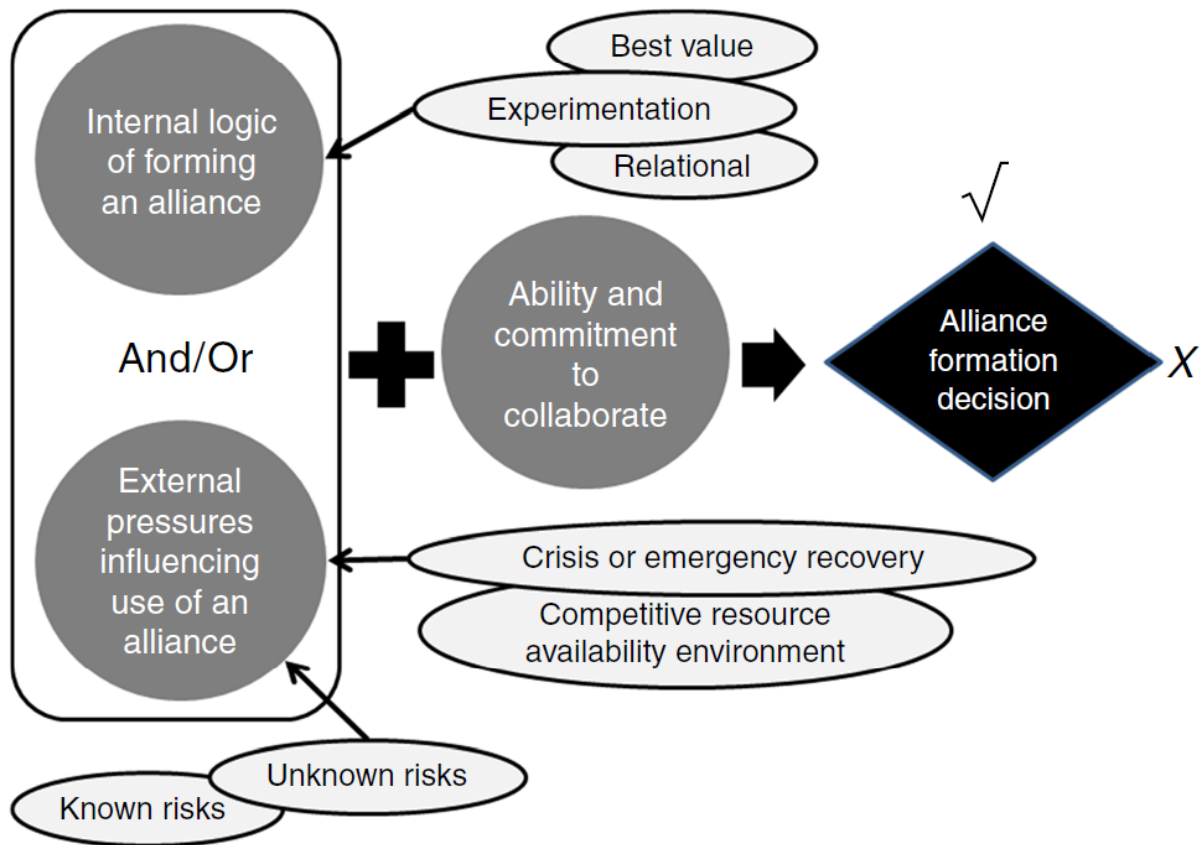 Best value
Experimentation
Relational
Internal logic
of forming
an alliance
And/Or
External
pressures
influencing
use of an
alliance
Ability and
commitment
to
collaborate
√
Alliance
formation
decision
X
Crisis or emergency recovery
Competitive resource
availability environment
Unknown risks
Known risks